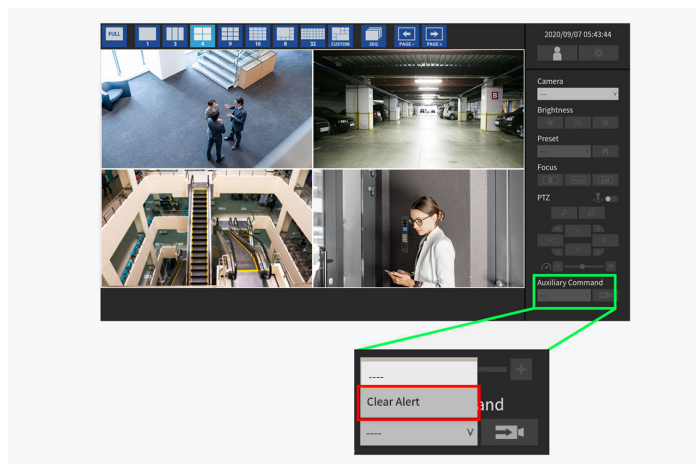 FULL
1
3
4
9
16
8
32
CUSTOM
SEQ
PAGE -
PAGE +
2020/09/07 05:43:44
Camera
----
Brightness
Preset
---
B
Focus
PTZ
Auxiliary Command
----
----
Clear Alert
and
----